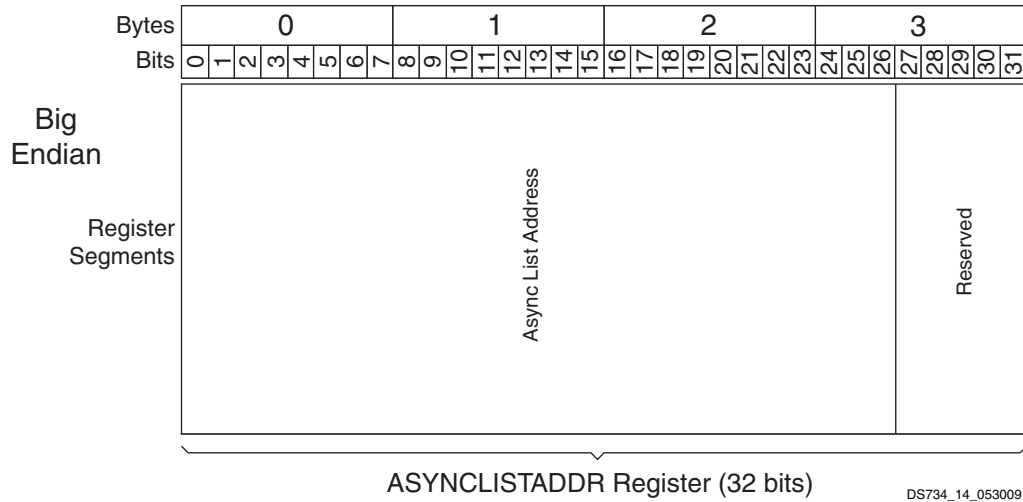 Bytes 0 1 2 3
Bits 0 1 2 3 4 5 6 7 8 9 10 11 12 13 14 15 16 17 18 19 20 21 22 23 24 25 26 27 28 29 30 31
Big
Endian
Register
Segments
Async List Address
Reserved
ASYNCLISTADDR Register (32 bits)
DS734_14_053009